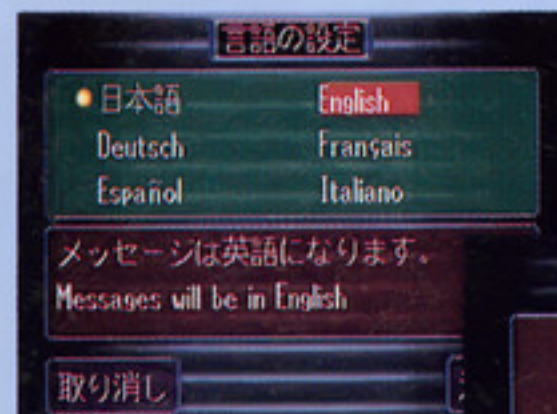 言語の設定
日本語 English
Deutsch Français
Español Italiano
メッセージは英語になります。
Messages will be in English
取り消し